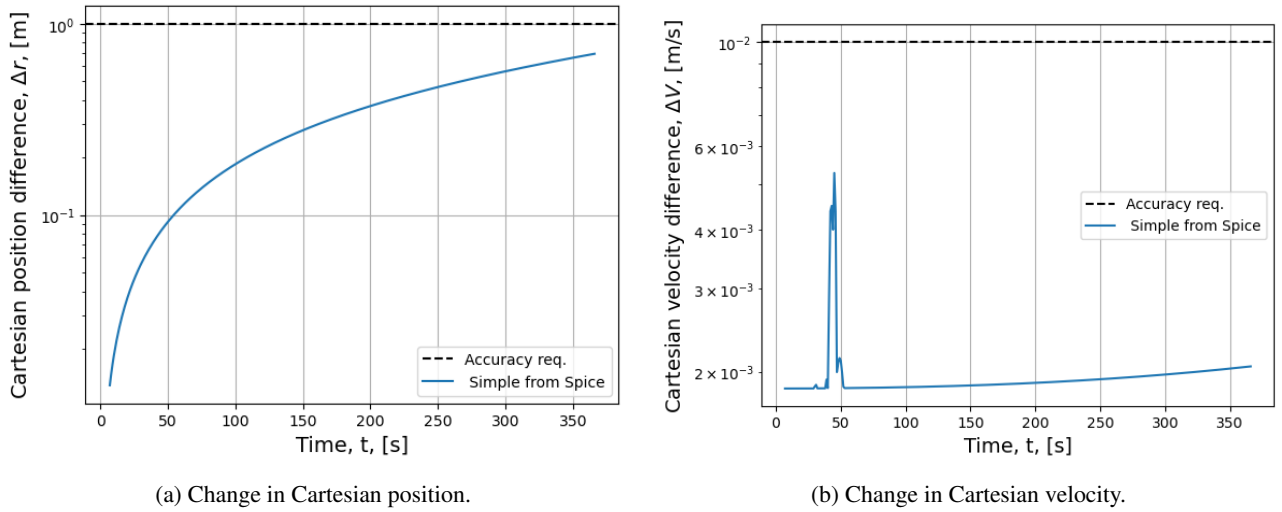 Cartesian position difference, Δr, [m]
10⁰
10⁻¹
Accuracy req.
Simple from Spice
0 50 100 150 200 250 300 350
Time, t, [s]
(a) Change in Cartesian position.
Cartesian velocity difference, ΔV, [m/s]
10⁻²
6 × 10⁻³
4 × 10⁻³
3 × 10⁻³
2 × 10⁻³
Accuracy req.
Simple from Spice
0 50 100 150 200 250 300 350
Time, t, [s]
(b) Change in Cartesian velocity.